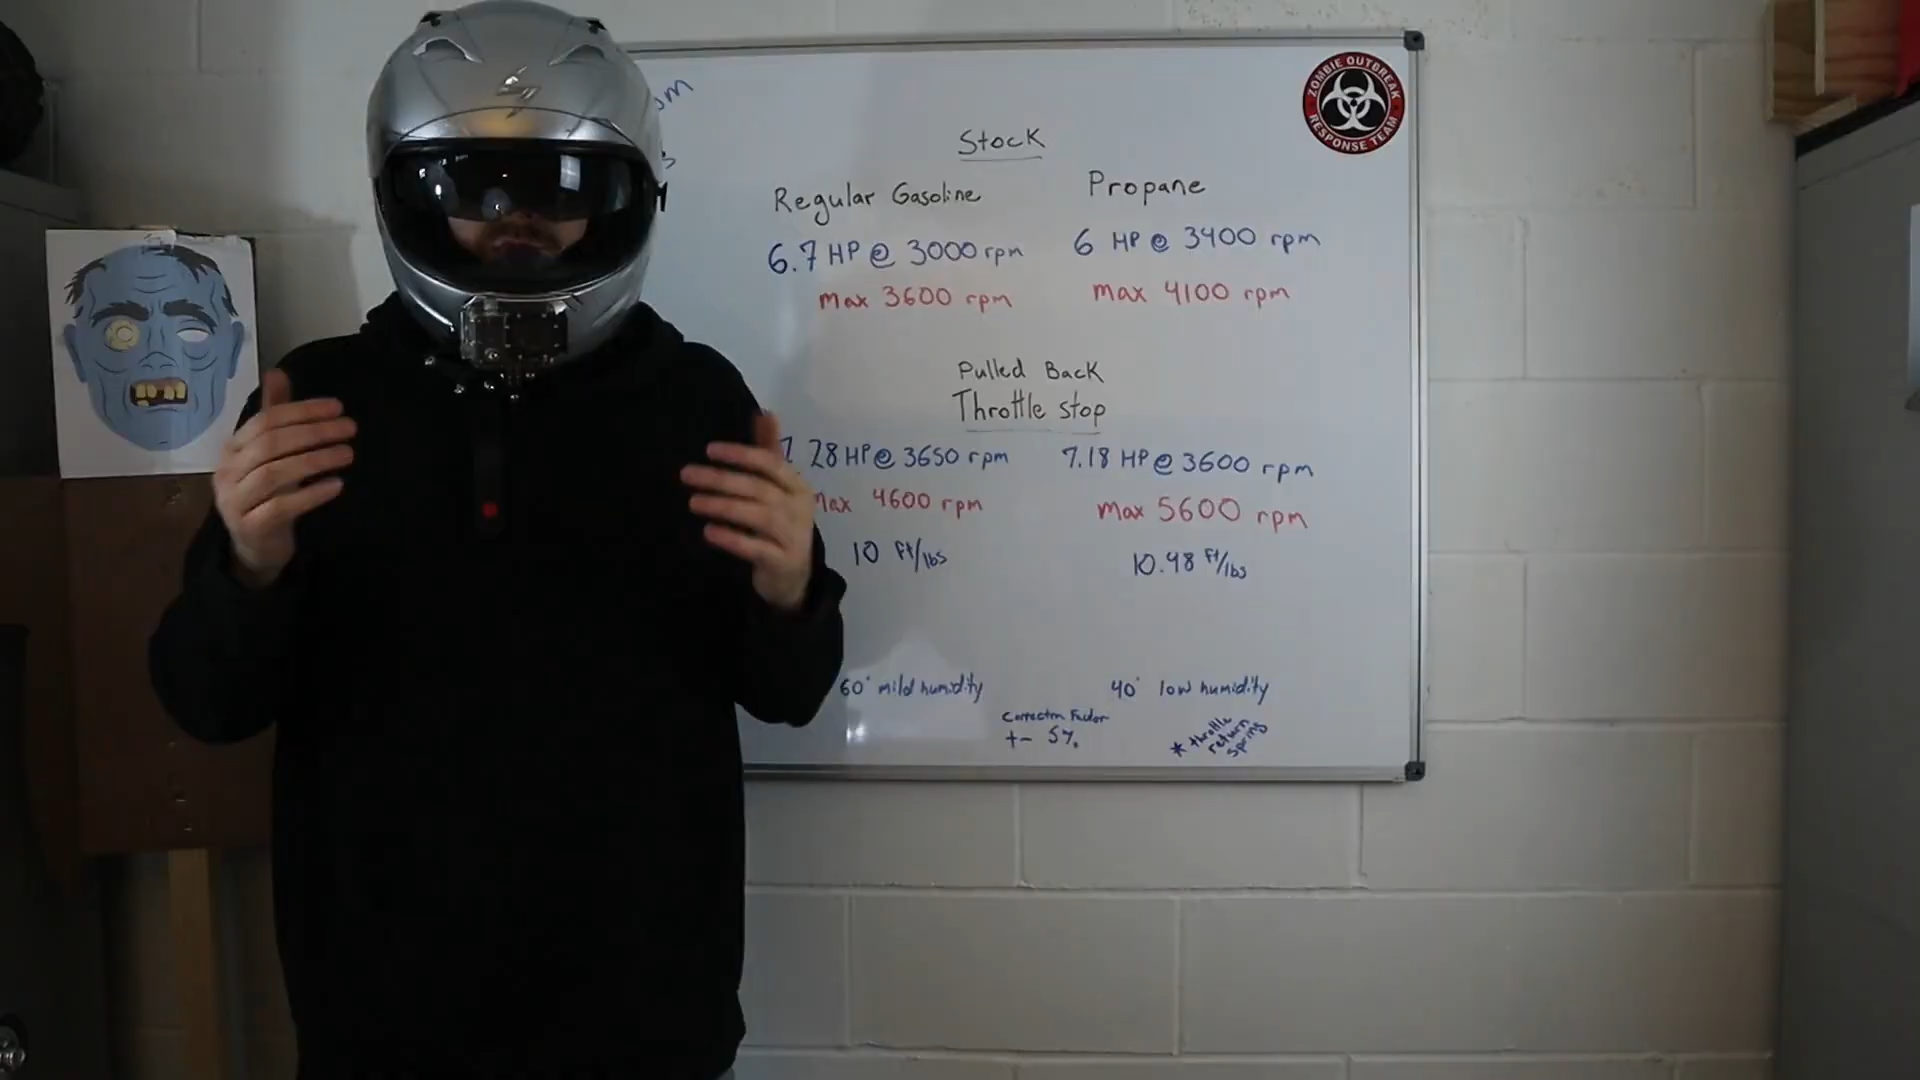 Stock
Regular Gasoline
Propane
6.7 HP @ 3000 rpm
6 HP @ 3400 rpm
max 3600 rpm
max 4100 rpm
Pulled Back
Throttle stop
28 HP @ 3650 rpm
7.18 HP @ 3600 rpm
max 4600 rpm
max 5600 rpm
10 ft/lbs
10.98 ft/lbs
60° mild humidity
40° low humidity
Correctn Factor
+- 5%
* throttle
return
spring
ZOMBIE OUTBREAK
RESPONSE TEAM